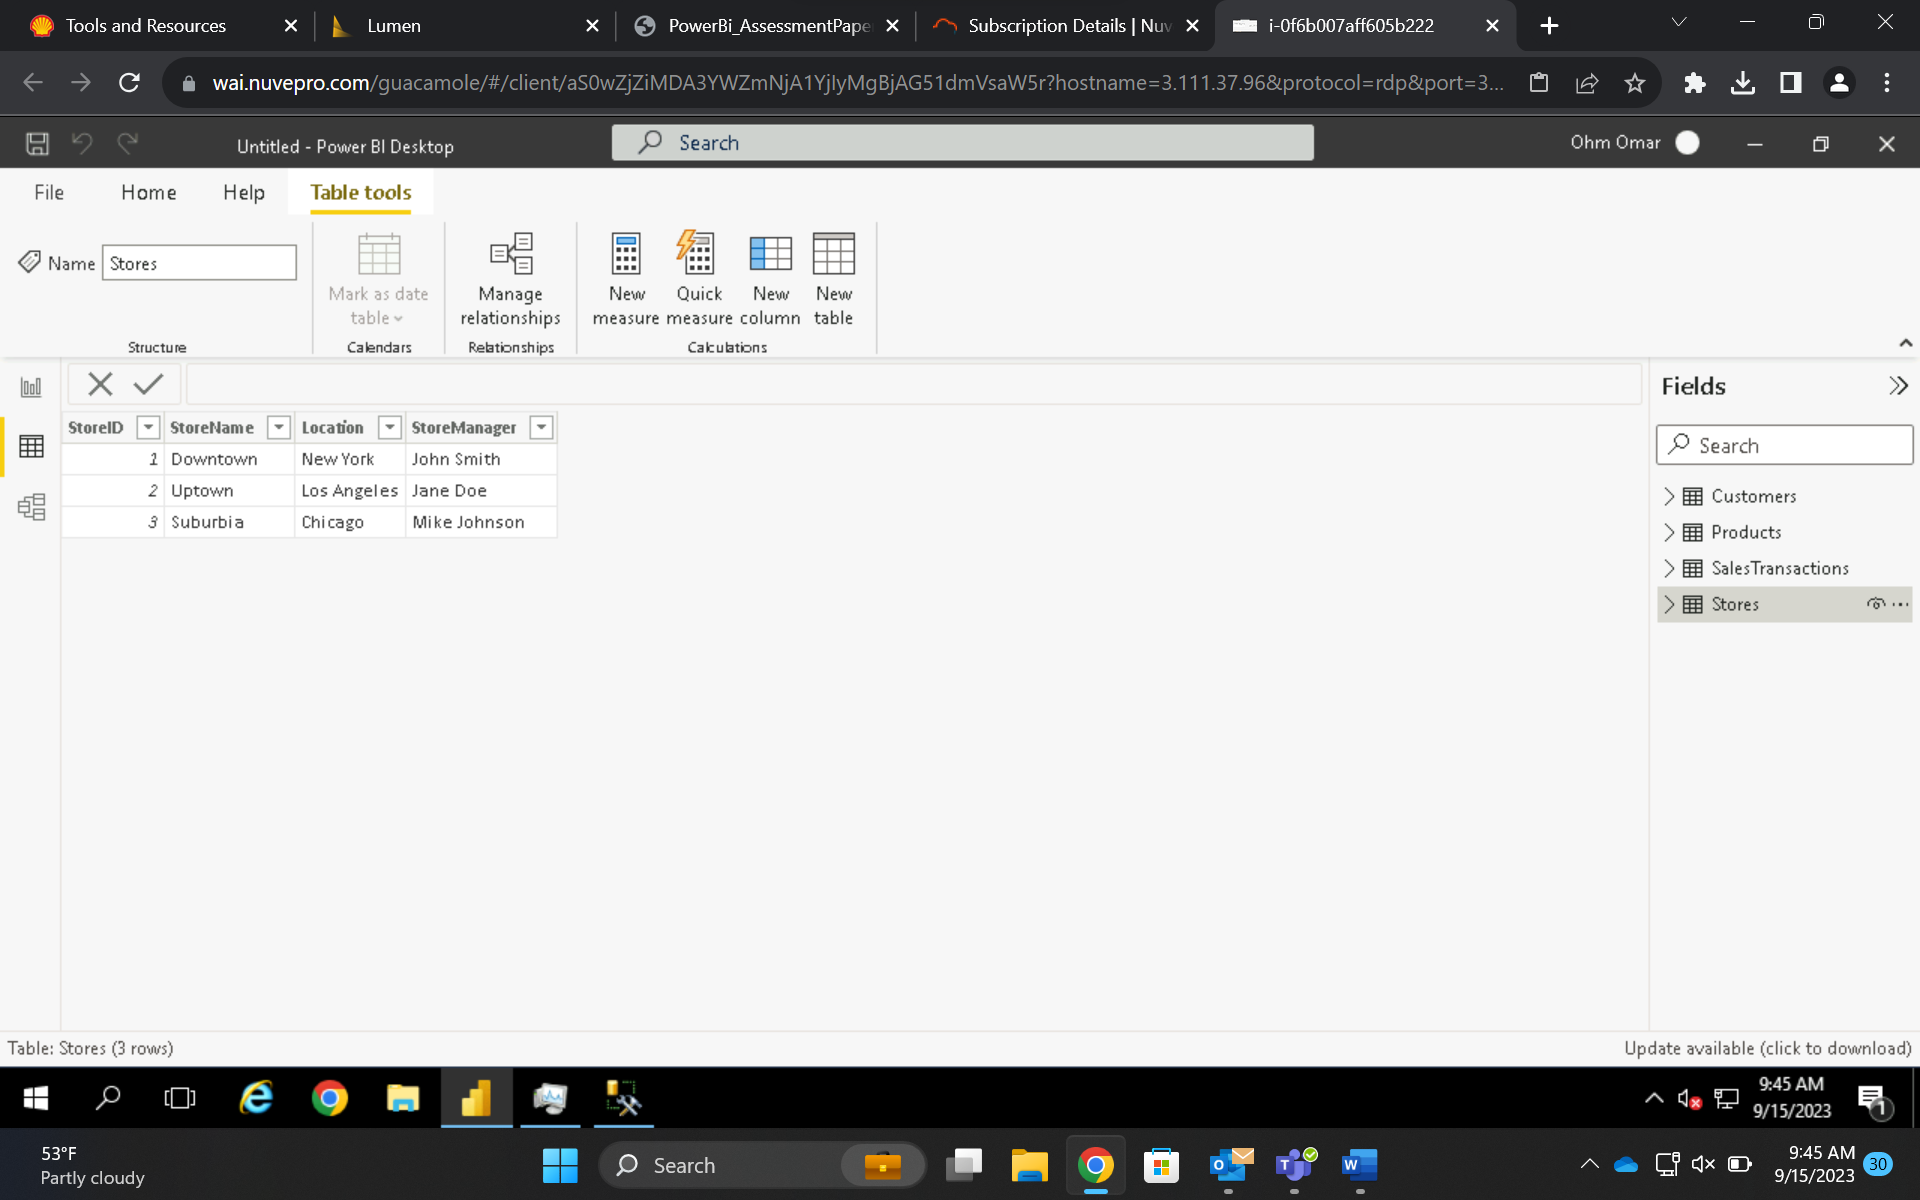 Tools and Resources
Lumen
PowerBi_AssessmentPape
Subscription Details | Nuv
i-0f6b007aff605b222
wai.nuvepro.com/guacamole/#/client/aS0wZjZiMDA3YWZmNjA1YjIyMgBjAG51dmVsaW5r?hostname=3.111.37.96&protocol=rdp&port=3...
Untitled - Power BI Desktop
Search
Ohm Omar
File
Home
Help
Table tools
Name
Stores
Mark as date
table
Manage
relationships
New
measure
Quick
measure
New
column
New
table
Structure
Calendars
Relationships
Calculations
Fields
Search
Customers
Products
SalesTransactions
Stores
StoreID StoreName Location StoreManager
1 Downtown New York John Smith
2 Uptown Los Angeles Jane Doe
3 Suburbia Chicago Mike Johnson
Table: Stores (3 rows)
Update available (click to download)
9:45 AM
9/15/2023
1
53°F
Partly cloudy
Search
9:45 AM
9/15/2023
30